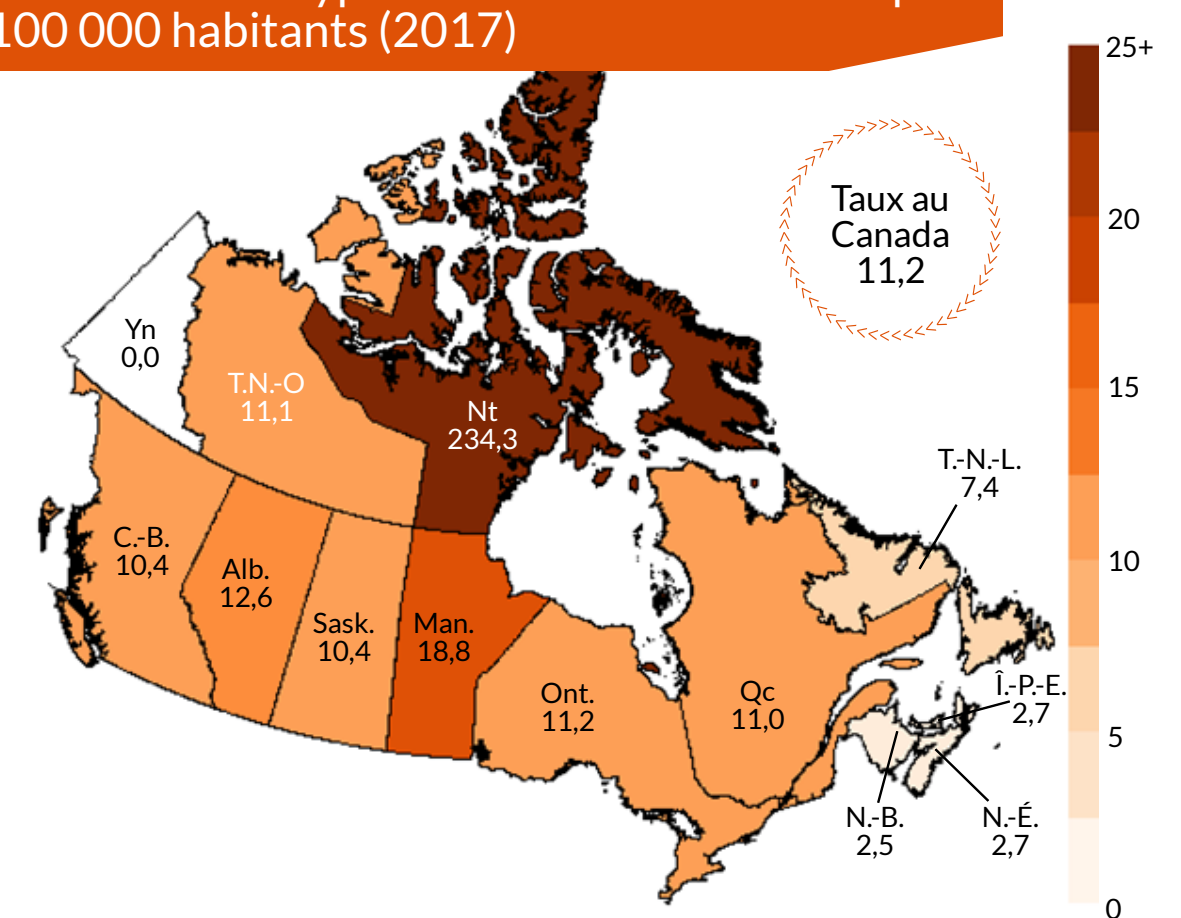 100 000 habitants (2017)
25+
20
15
10
5
0
Taux au
Canada
11,2
Yn
0,0
T.N.-O
11,1
Nt
234,3
T.-N.-L.
7,4
C.-B.
10,4
Alb.
12,6
Sask.
10,4
Man.
18,8
Ont.
11,2
Qc
11,0
Î.-P.-E.
2,7
N.-B.
2,5
N.-É.
2,7